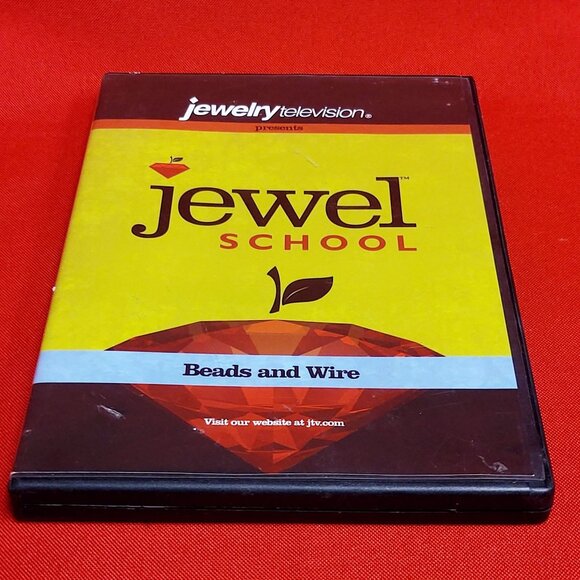 jewelrytelevision®
presents
jewel™
SCHOOL
Beads and Wire
Visit our website at jtv.com